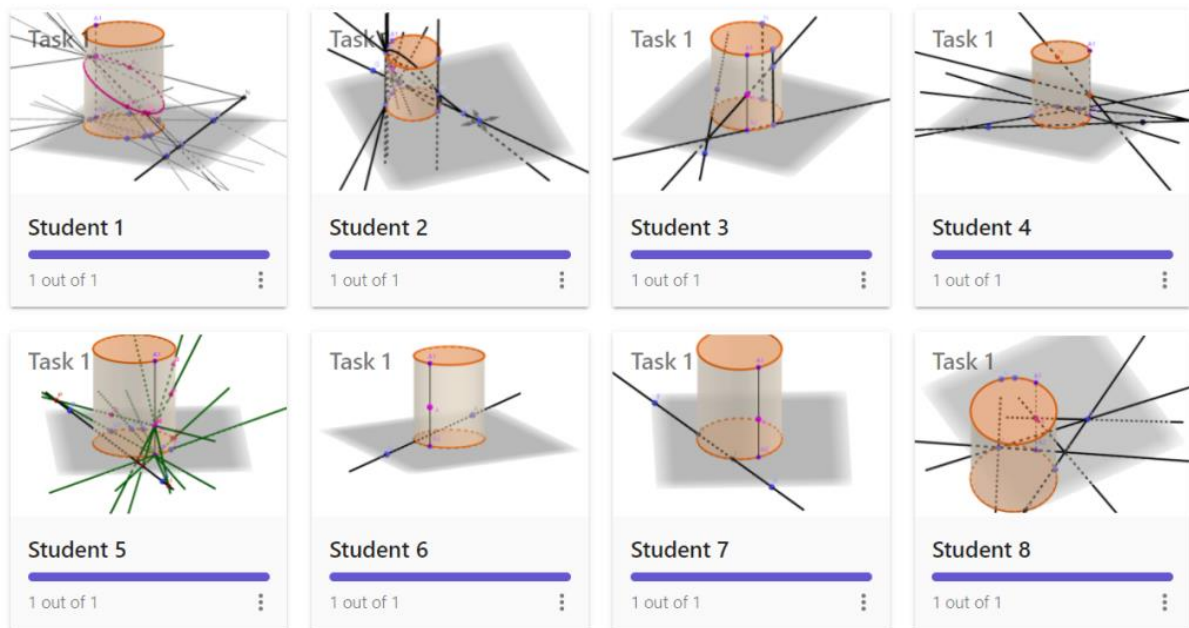 Task 1
Student 1
1 out of 1
Task
Student 2
1 out of 1
Task 1
Student 3
1 out of 1
Task 1
Student 4
1 out of 1
Task 1
Student 5
1 out of 1
Task 1
Student 6
1 out of 1
Task 1
Student 7
1 out of 1
Task 1
Student 8
1 out of 1